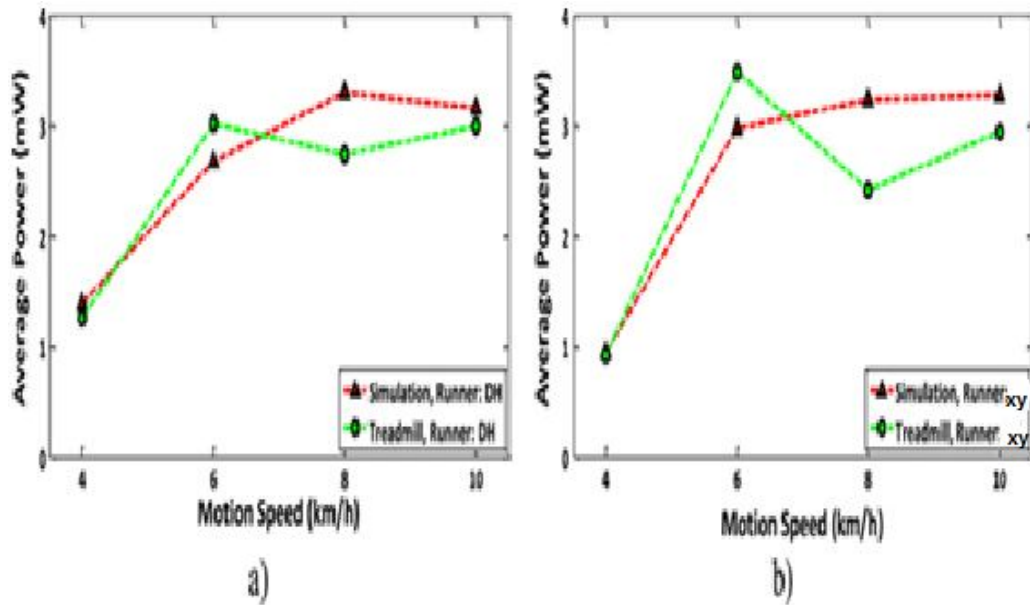 4
3
2
1
0
Average Power (mW)
4 6 8 10
Motion Speed (km/h)
Simulation, Runner: DH
Treadmill, Runner: DH
a)
4
3
2
1
0
Average Power (mW)
4 6 8 10
Motion Speed (km/h)
Simulation, Runner: xy
Treadmill, Runner: xy
b)